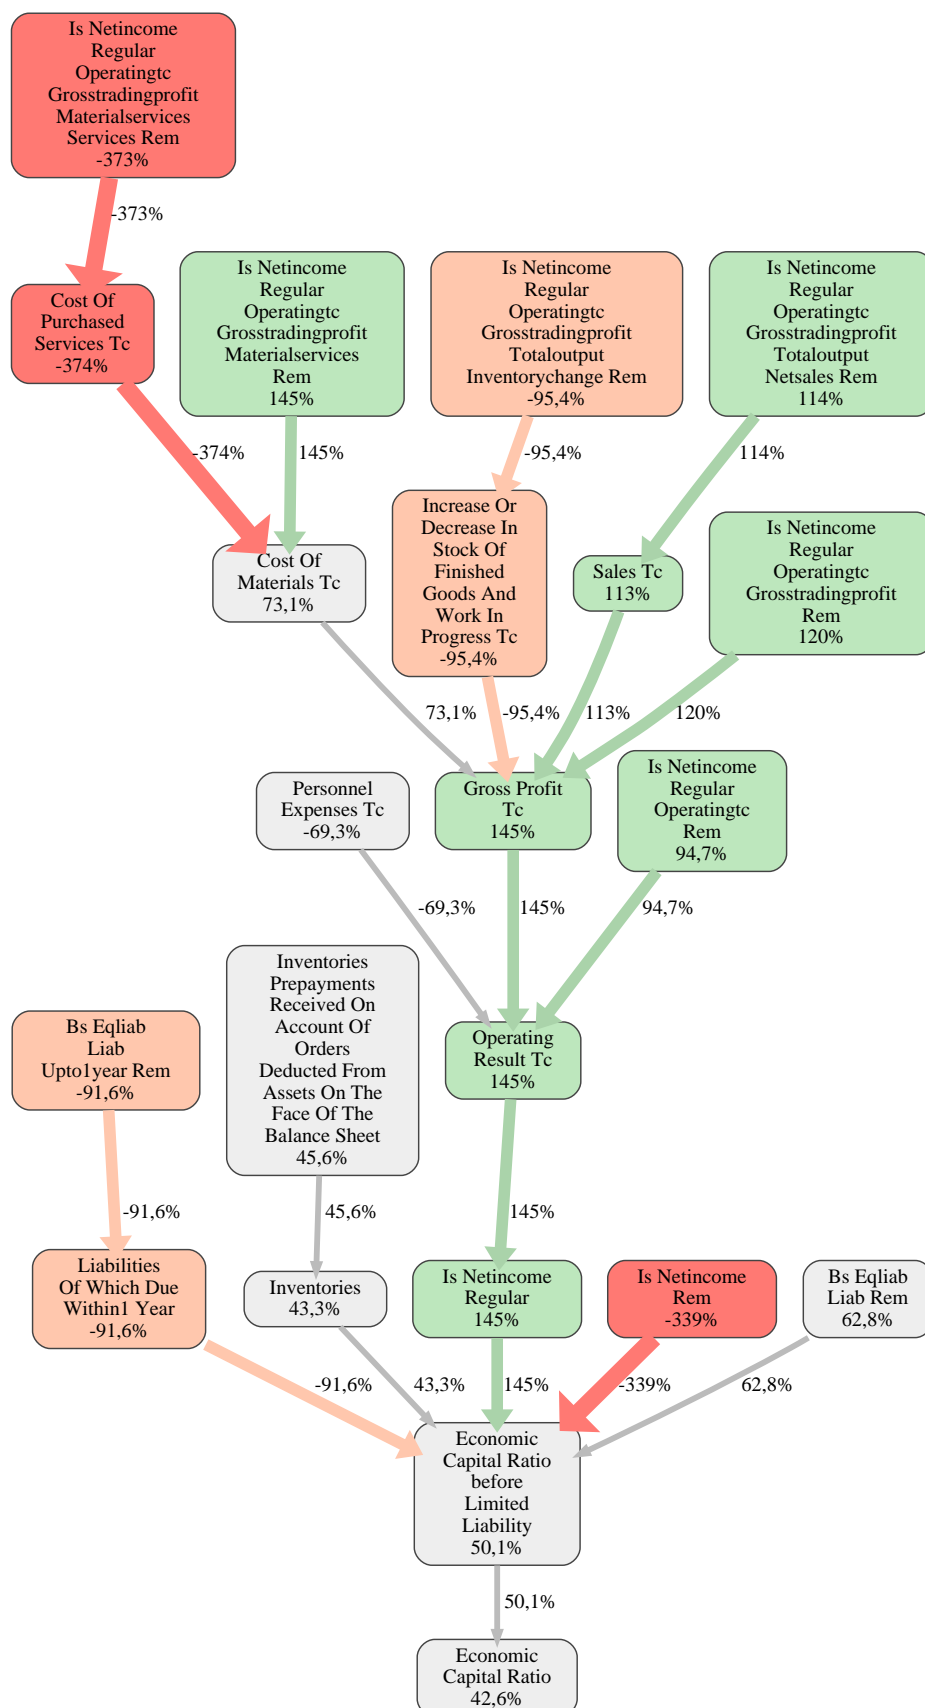 Is Netincome
Regular
Operatingtc
Grosstradingprofit
Materialservices
Services Rem
-373%
-373%
Cost Of
Purchased
Services Tc
-374%
Is Netincome
Regular
Operatingtc
Grosstradingprofit
Materialservices
Rem
145%
Is Netincome
Regular
Operatingtc
Grosstradingprofit
Totaloutput
Inventorychange Rem
-95,4%
Is Netincome
Regular
Operatingtc
Grosstradingprofit
Totaloutput
Netsales Rem
114%
-374%
145%
-95,4%
114%
Cost Of
Materials Tc
73,1%
Increase Or
Decrease In
Stock Of
Finished
Goods And
Work In
Progress Tc
-95,4%
Sales Tc
113%
Is Netincome
Regular
Operatingtc
Grosstradingprofit
Rem
120%
73,1%
-95,4%
113%
120%
Personnel
Expenses Tc
-69,3%
Gross Profit
Tc
145%
Is Netincome
Regular
Operatingtc
Rem
94,7%
-69,3%
145%
94,7%
Inventories
Prepayments
Received On
Account Of
Orders
Deducted From
Assets On The
Face Of The
Balance Sheet
45,6%
Bs Eqliab
Liab
Upto1year Rem
-91,6%
Operating
Result Tc
145%
-91,6%
45,6%
145%
Liabilities
Of Which Due
Within1 Year
-91,6%
Inventories
43,3%
Is Netincome
Regular
145%
Is Netincome
Rem
-339%
Bs Eqliab
Liab Rem
62,8%
-91,6%
43,3%
145%
-339%
62,8%
Economic
Capital Ratio
before
Limited
Liability
50,1%
50,1%
Economic
Capital Ratio
42,6%